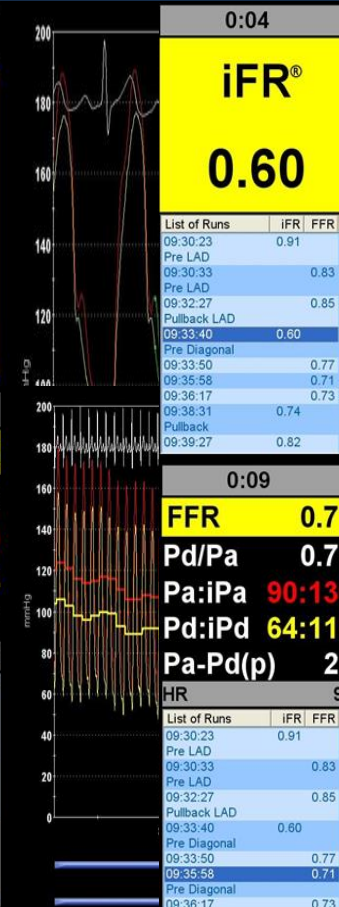 0:04
iFR®
0.60
List of Runs iFR FFR
09:30:23 0.91
Pre LAD
09:30:33 0.83
Pre LAD
09:32:27 0.85
Pullback LAD
09:33:40 0.60
Pre Diagonal
09:33:50 0.77
09:35:58 0.71
09:36:17 0.73
09:38:31 0.74
Pullback
09:39:27 0.82
200
180
160
140
120
200
180
160
140
120
100
80
60
40
20
0
mmHg
0:09
FFR 0.7
Pd/Pa 0.7
Pa:iPa 90:13
Pd:iPd 64:11
Pa-Pd(p) 2
HR 9
List of Runs iFR FFR
09:30:23 0.91
Pre LAD
09:30:33 0.83
Pre LAD
09:32:27 0.85
Pullback LAD
09:33:40 0.60
Pre Diagonal
09:33:50 0.77
09:35:58 0.71
Pre Diagonal
09:36:17 0.73